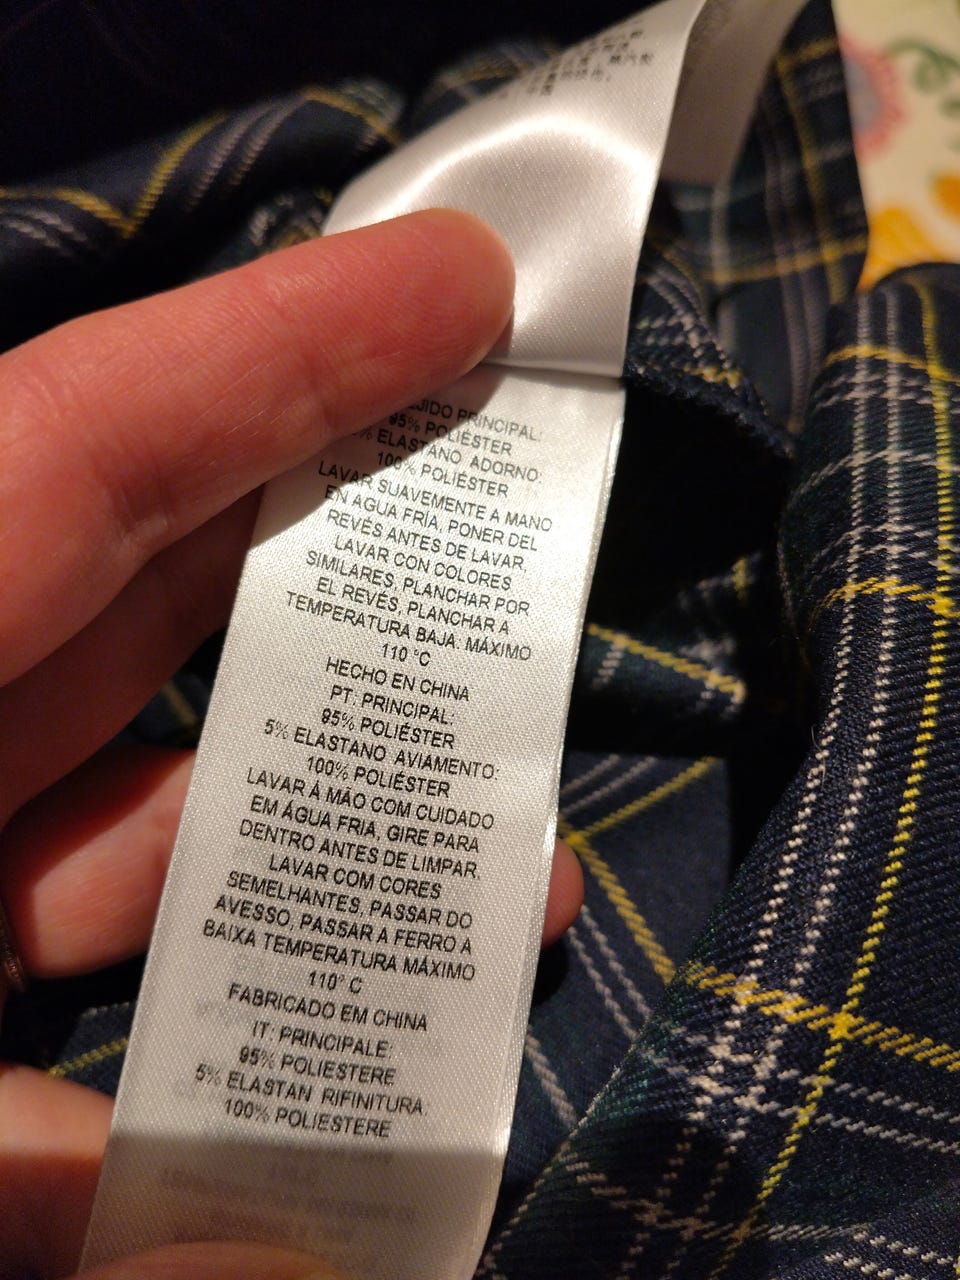 PRINCIPAL:
95% POLIÉSTER
ELASTANO ADORNO:
100% POLIÉSTER
LAVAR SUAVEMENTE A MANO
EN AGUA FRÍA, PONER DEL
REVÉS ANTES DE LAVAR,
LAVAR CON COLORES
SIMILARES, PLANCHAR POR
EL REVÉS, PLANCHAR A
TEMPERATURA BAJA. MÁXIMO
110 °C
HECHO EN CHINA
PT: PRINCIPAL:
95% POLIÉSTER
5% ELASTANO AVIAMENTO:
100% POLIÉSTER
LAVAR À MÃO COM CUIDADO
EM ÁGUA FRIA, GIRE PARA
DENTRO ANTES DE LIMPAR,
LAVAR COM CORES
SEMELHANTES, PASSAR DO
AVESSO, PASSAR A FERRO A
BAIXA TEMPERATURA MÁXIMO
110° C
FABRICADO EM CHINA
IT: PRINCIPALE:
95% POLIESTERE
5% ELASTAN RIFINITURA
100% POLIESTERE